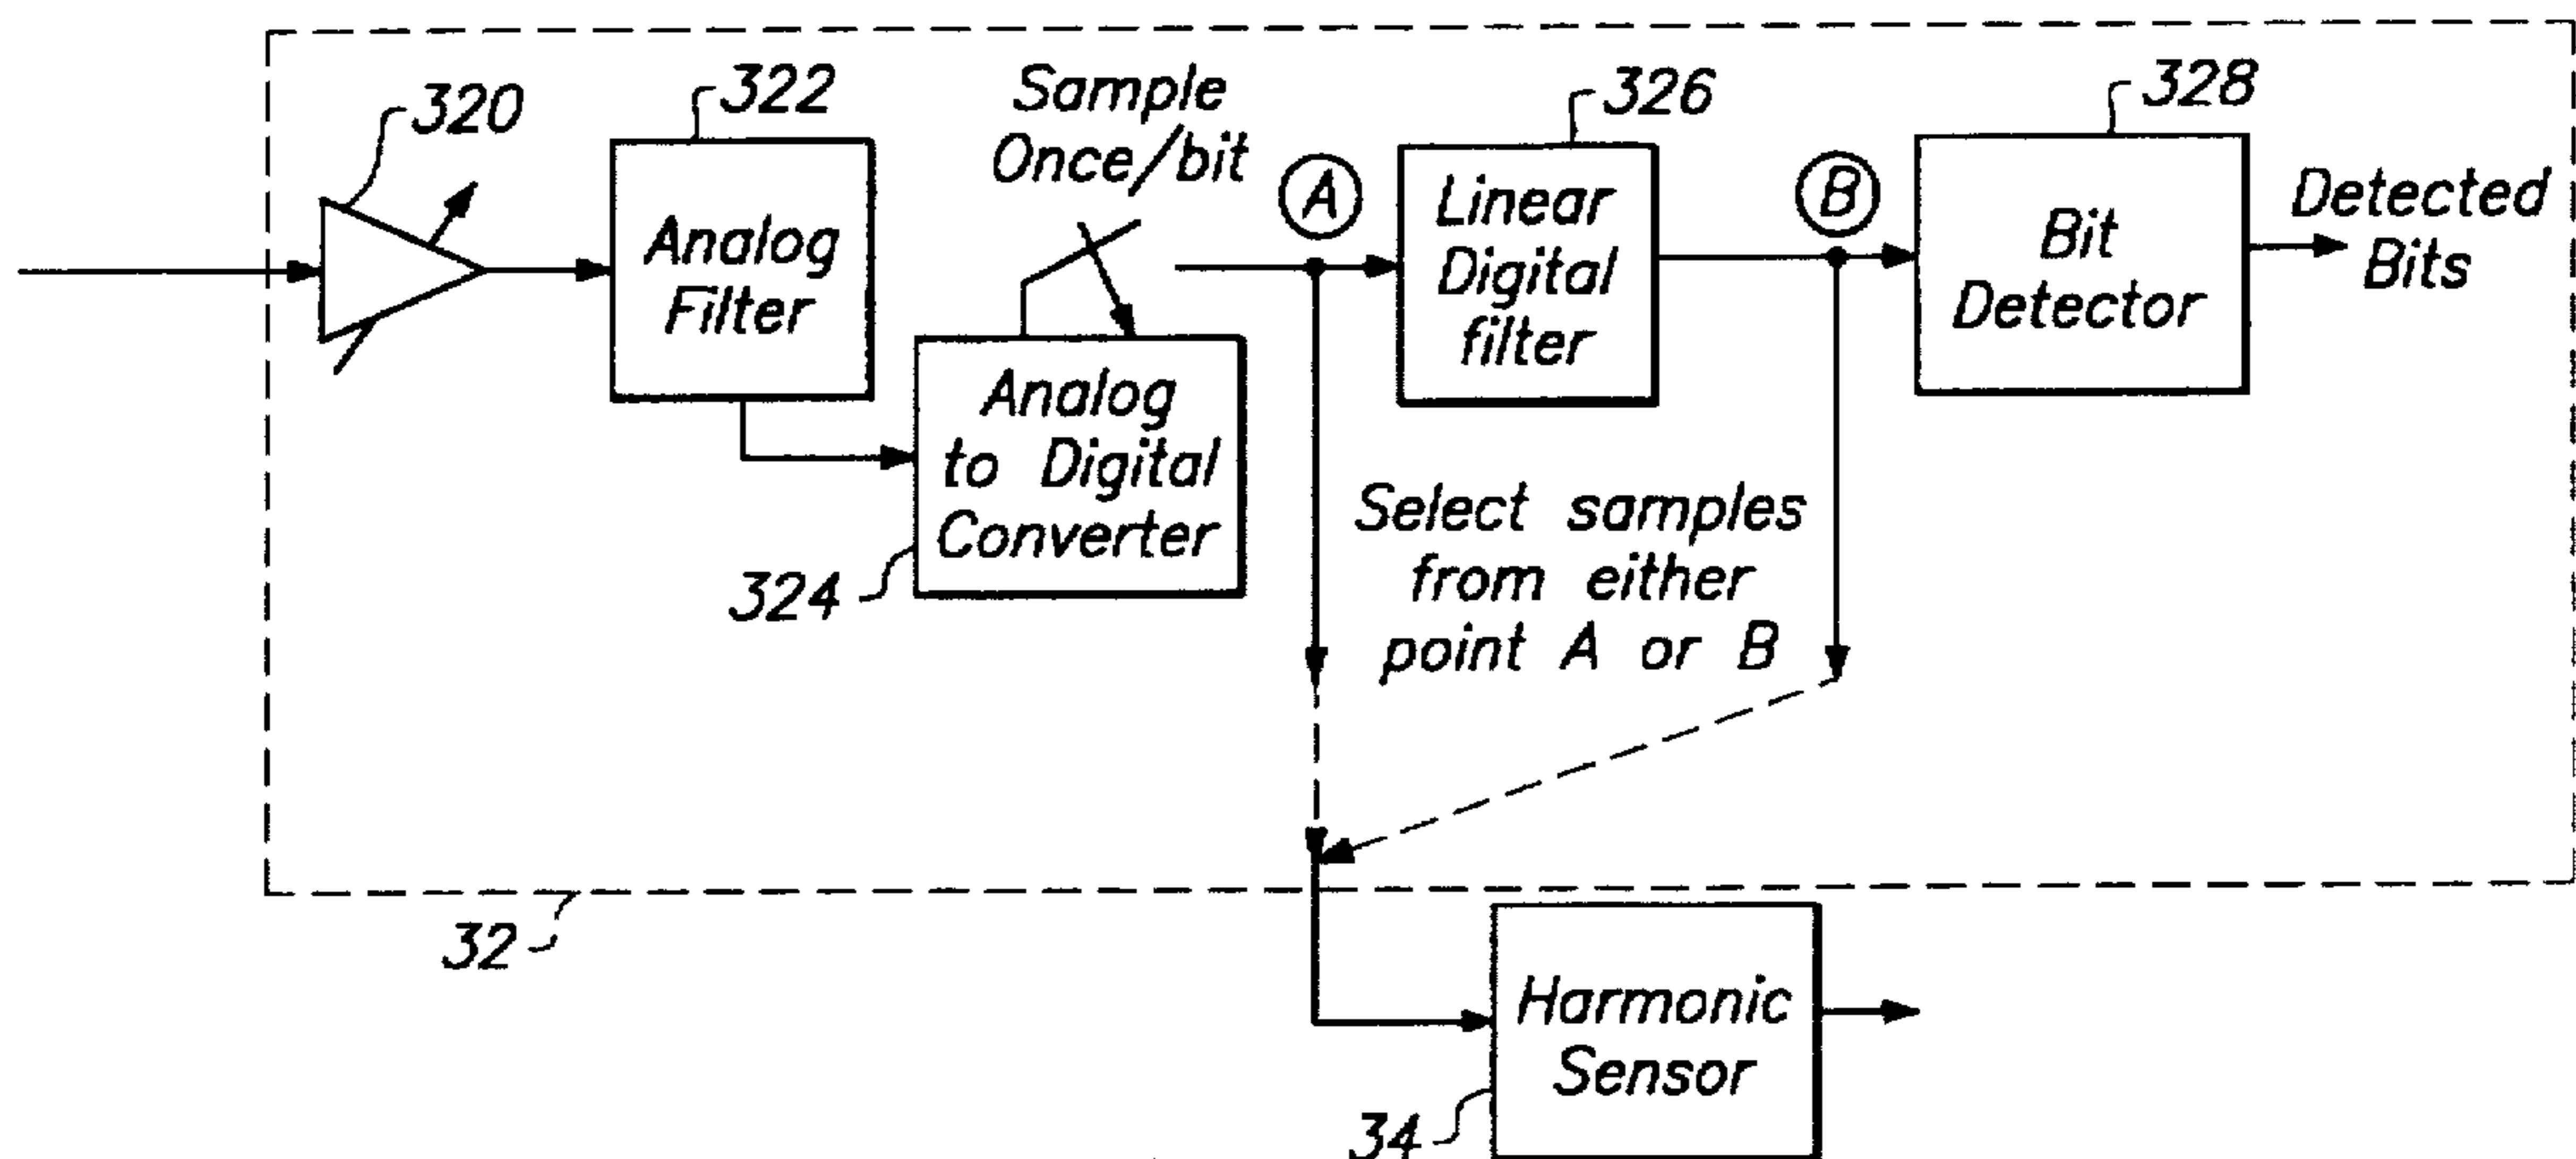 320
322
Sample
Once/bit
A
326
B
328
Analog
Filter
Linear
Digital
filter
Bit
Detector
Detected
Bits
Analog
to Digital
Converter
324
Select samples
from either
point A or B
32
Harmonic
Sensor
34